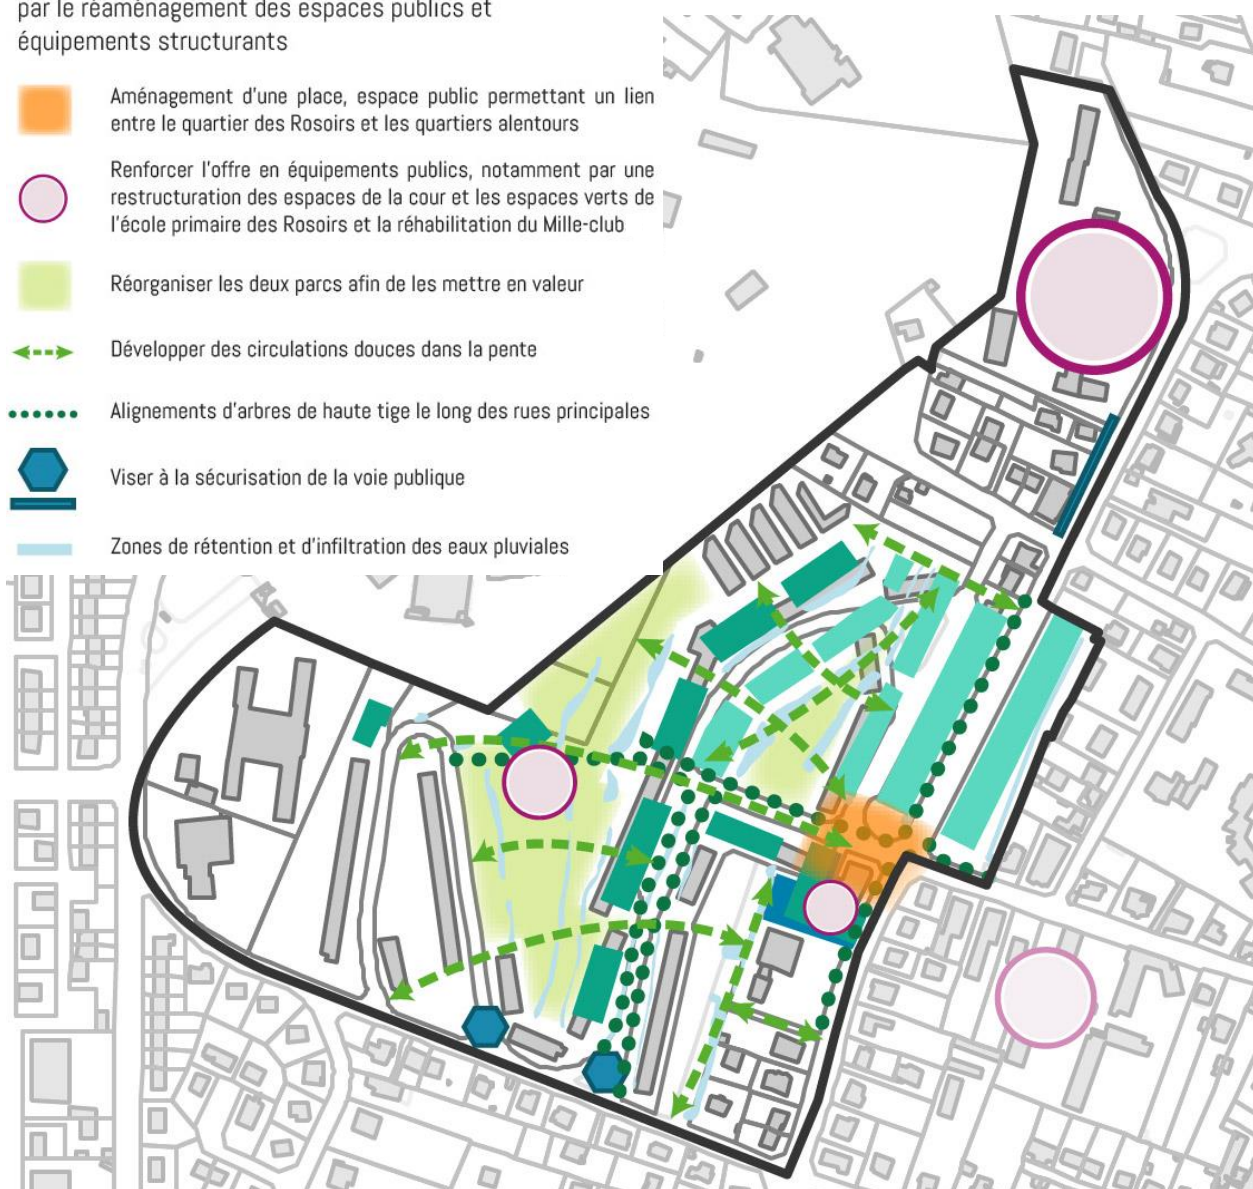 par le réaménagement des espaces publics et
équipements structurants
Aménagement d'une place, espace public permettant un lien
entre le quartier des Rosoirs et les quartiers alentours
Renforcer l'offre en équipements publics, notamment par une
restructuration des espaces de la cour et les espaces verts de
l'école primaire des Rosoirs et la réhabilitation du Mille-club
Réorganiser les deux parcs afin de les mettre en valeur
Développer des circulations douces dans la pente
Alignements d'arbres de haute tige le long des rues principales
Viser à la sécurisation de la voie publique
Zones de rétention et d'infiltration des eaux pluviales